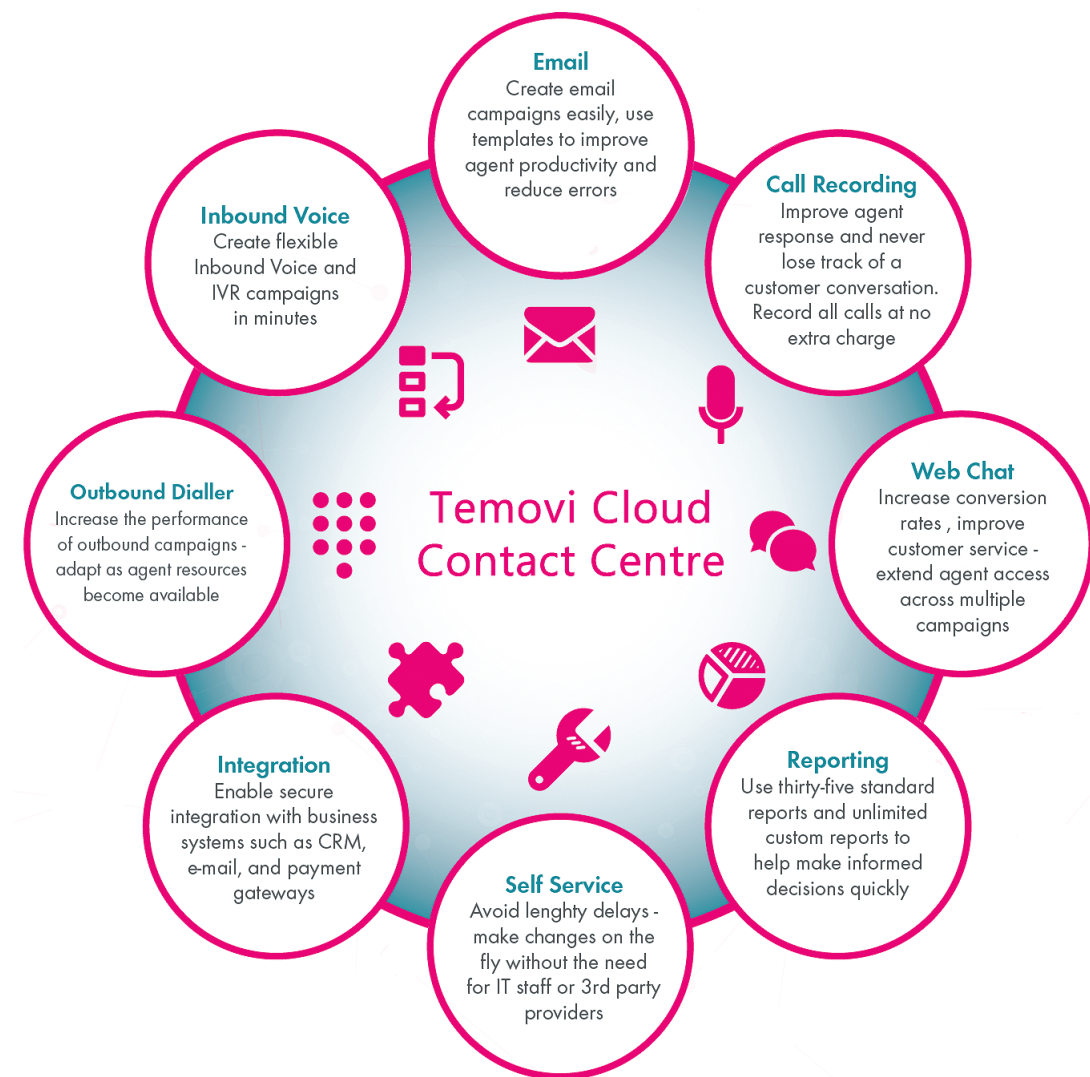 Email
Create email
campaigns easily, use
templates to improve
agent productivity and
reduce errors
Call Recording
Improve agent
response and never
lose track of a
customer conversation.
Record all calls at no
extra charge
Inbound Voice
Create flexible
Inbound Voice and
IVR campaigns
in minutes
Web Chat
Increase conversion
rates , improve
customer service -
extend agent access
across multiple
campaigns
Outbound Dialler
Increase the performance
of outbound campaigns -
adapt as agent resources
become available
Temovi Cloud
Contact Centre
Reporting
Use thirty-five standard
reports and unlimited
custom reports to
help make informed
decisions quickly
Integration
Enable secure
integration with business
systems such as CRM,
e-mail, and payment
gateways
Self Service
Avoid lenghty delays -
make changes on the
fly without the need
for IT staff or 3rd party
providers